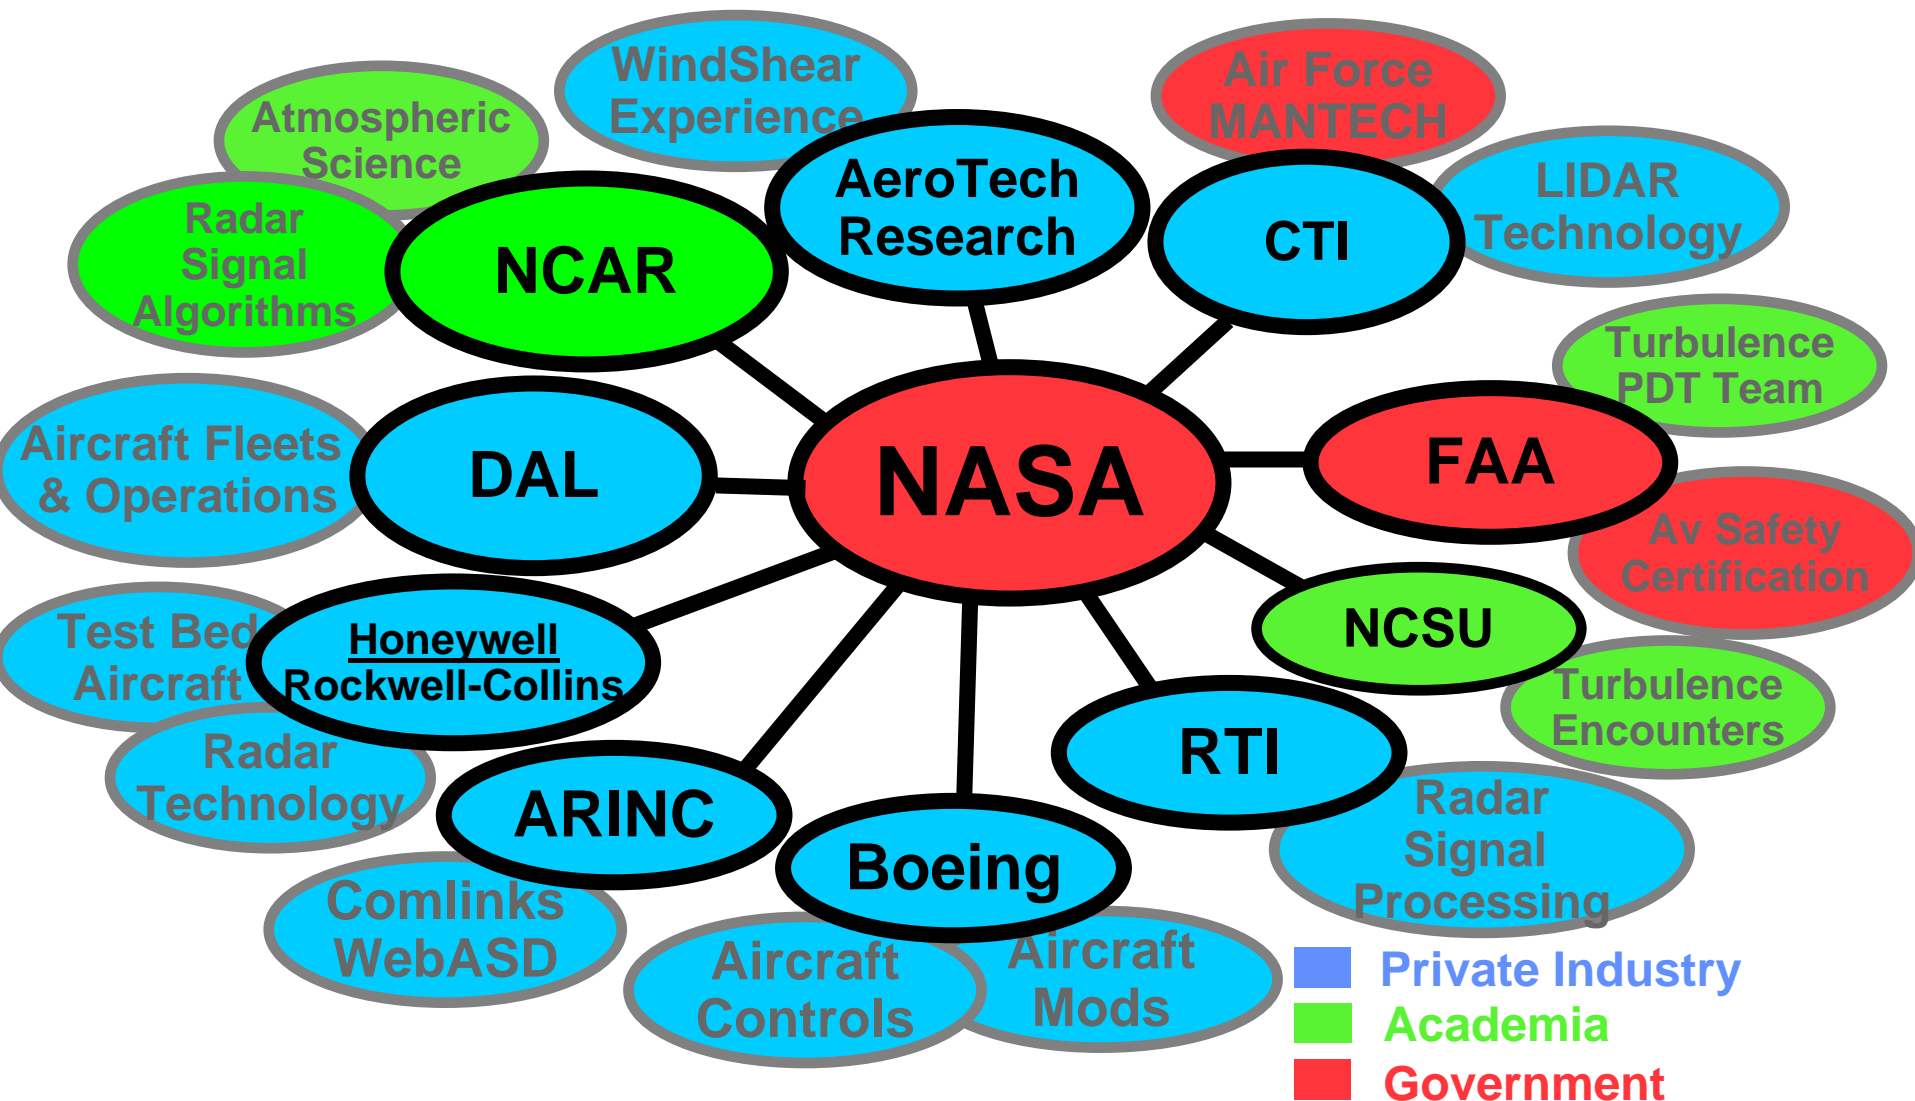 WindShear
Experience
Air Force
MANTECH
Atmospheric
Science
AeroTech
Research
LIDAR
Technology
CTI
Radar
Signal
Algorithms
NCAR
Turbulence
PDT Team
Aircraft Fleets
& Operations
DAL
NASA
FAA
Av Safety
Certification
Test Bed
Aircraft
Honeywell
Rockwell-Collins
NCSU
Turbulence
Encounters
Radar
Technology
ARINC
RTI
Radar
Signal
Processing
Boeing
Comlinks
WebASD
Aircraft
Controls
Aircraft
Mods
Private Industry
Academia
Government